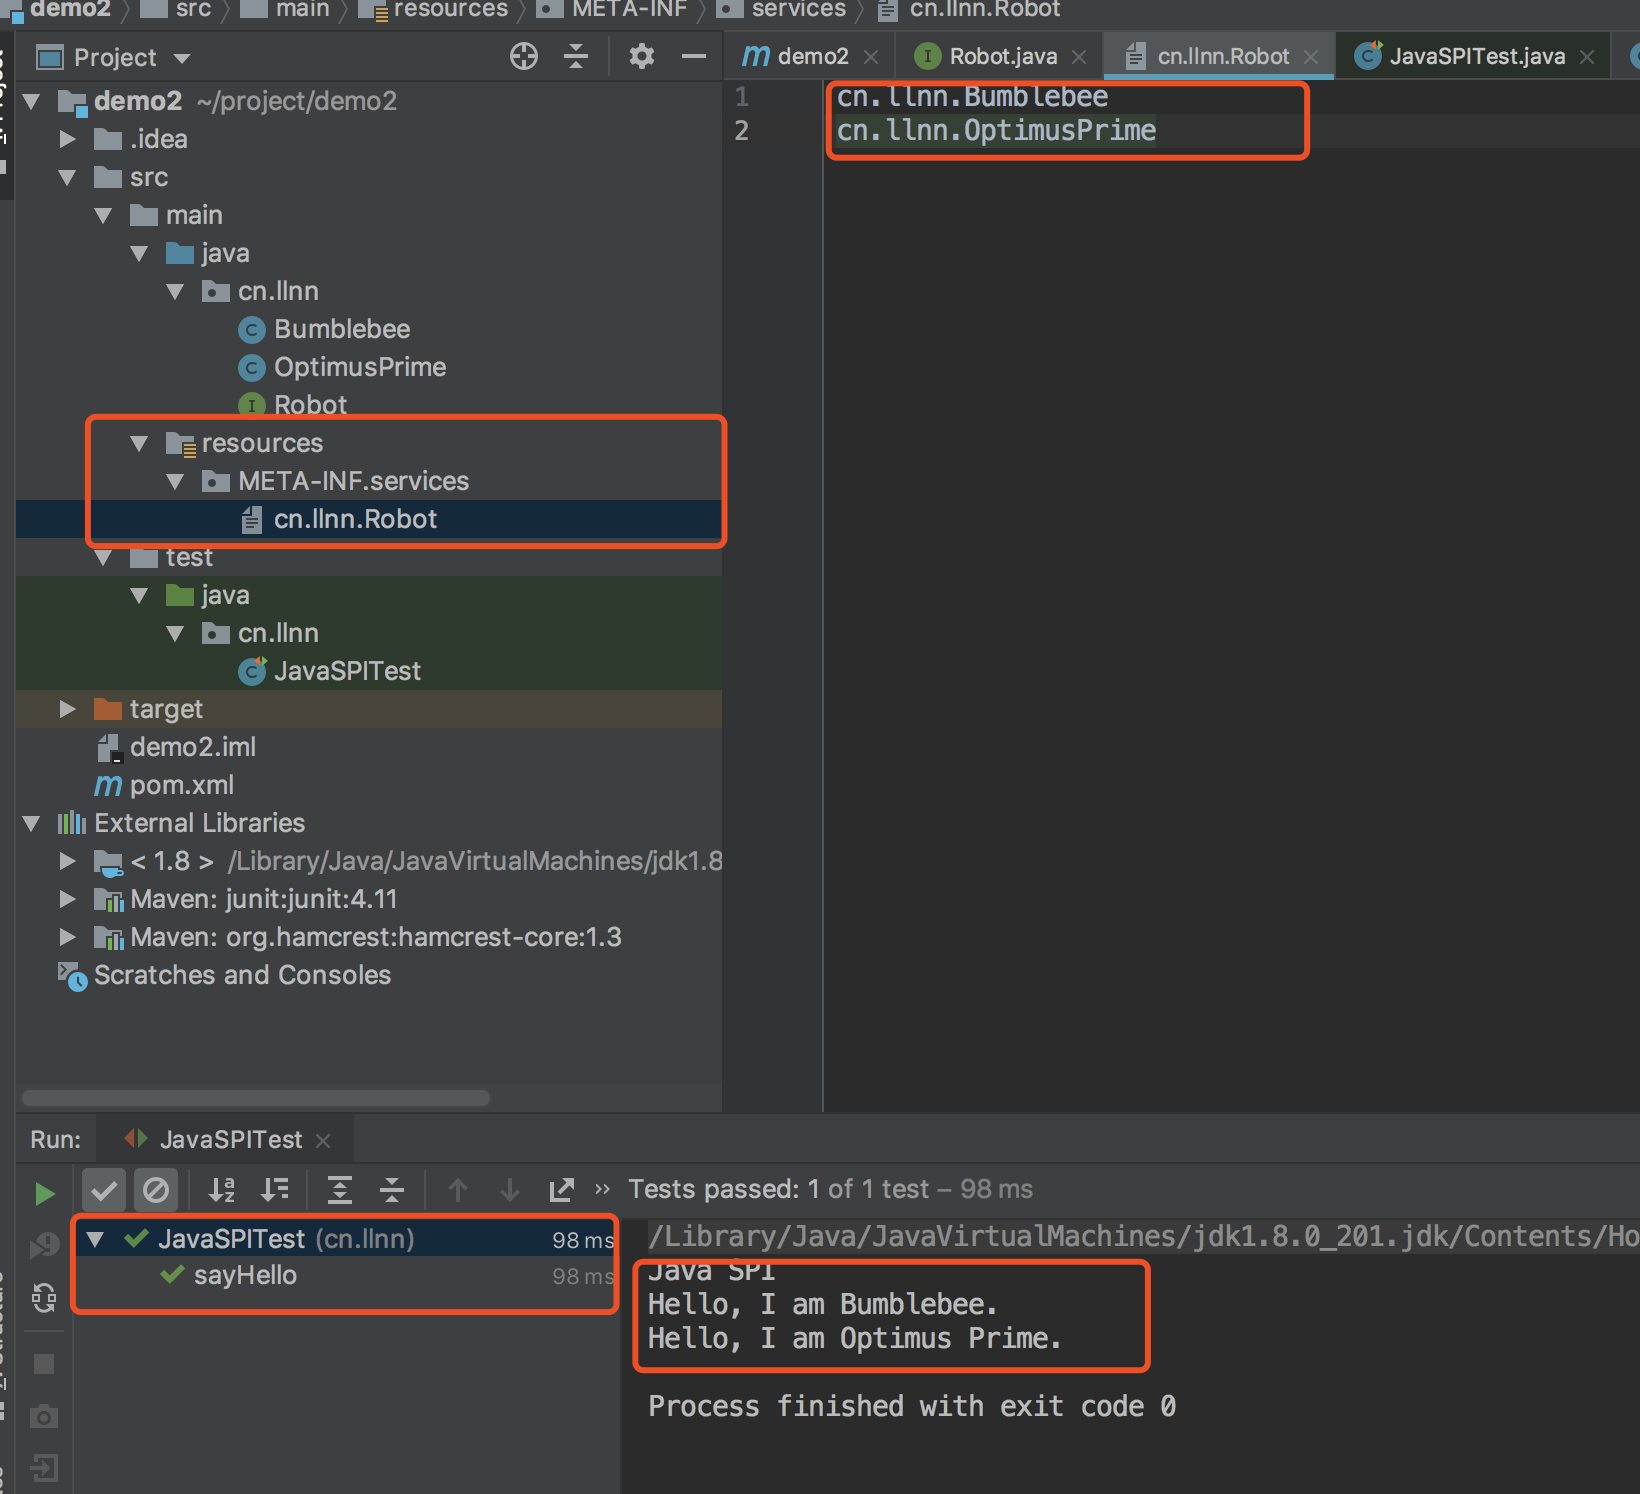 demo2 src main resources META-INF services cn.llnn.Robot
Project
demo2 Robot.java cn.llnn.Robot JavaSPITest.java
demo2 ~/project/demo2
.idea
src
main
java
cn.llnn
Bumblebee
OptimusPrime
Robot
resources
META-INF.services
cn.llnn.Robot
test
java
cn.llnn
JavaSPITest
target
demo2.iml
pom.xml
External Libraries
< 1.8 > /Library/Java/JavaVirtualMachines/jdk1.8
Maven: junit:junit:4.11
Maven: org.hamcrest:hamcrest-core:1.3
Scratches and Consoles
1 cn.llnn.Bumblebee
2 cn.llnn.OptimusPrime
Run: JavaSPITest
Tests passed: 1 of 1 test – 98 ms
JavaSPITest (cn.llnn) 98 ms
sayHello 98 ms
/Library/Java/JavaVirtualMachines/jdk1.8.0_201.jdk/Contents/Ho
Java SPI
Hello, I am Bumblebee.
Hello, I am Optimus Prime.
Process finished with exit code 0